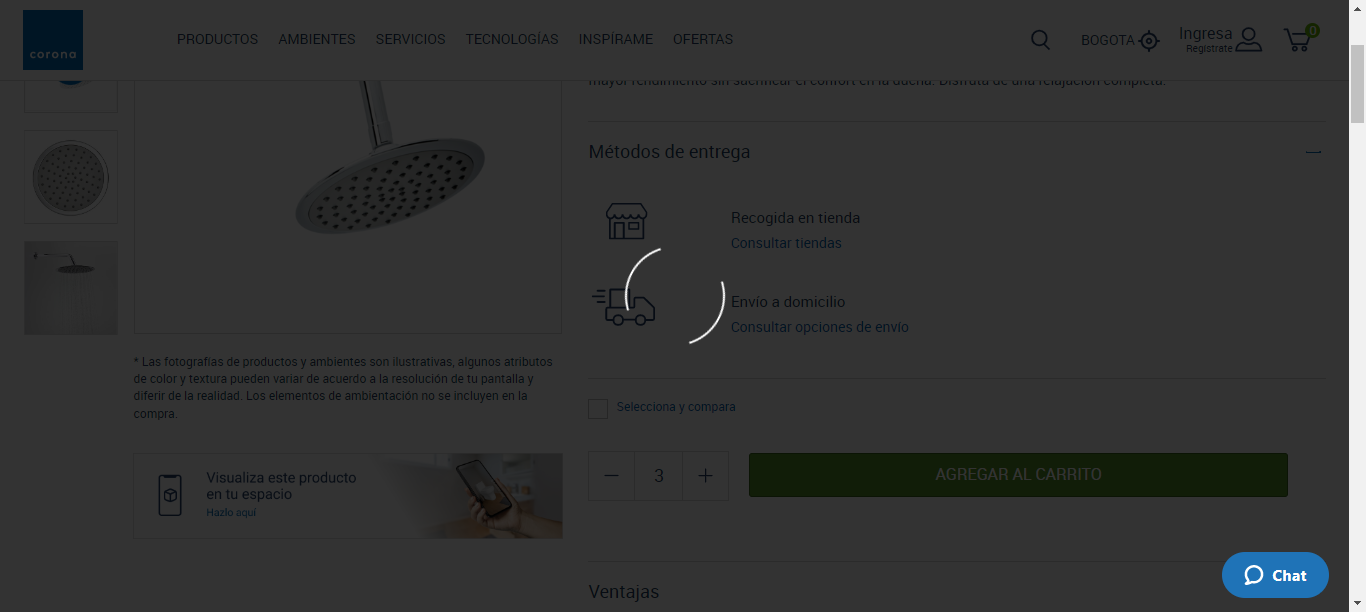 corona
PRODUCTOS AMBIENTES SERVICIOS TECNOLOGÍAS INSPÍRAME OFERTAS
BOGOTA
Ingresa
Regístrate
0
mayor rendimiento sin sacrificar el confort en la ducha. Disfruta de una relajación completa.
Métodos de entrega
Recogida en tienda
Consultar tiendas
Envío a domicilio
Consultar opciones de envío
* Las fotografías de productos y ambientes son ilustrativas, algunos atributos
de color y textura pueden variar de acuerdo a la resolución de tu pantalla y
diferir de la realidad. Los elementos de ambientación no se incluyen en la
compra.
Selecciona y compara
Visualiza este producto
en tu espacio
Hazlo aquí
3
AGREGAR AL CARRITO
Ventajas
Chat